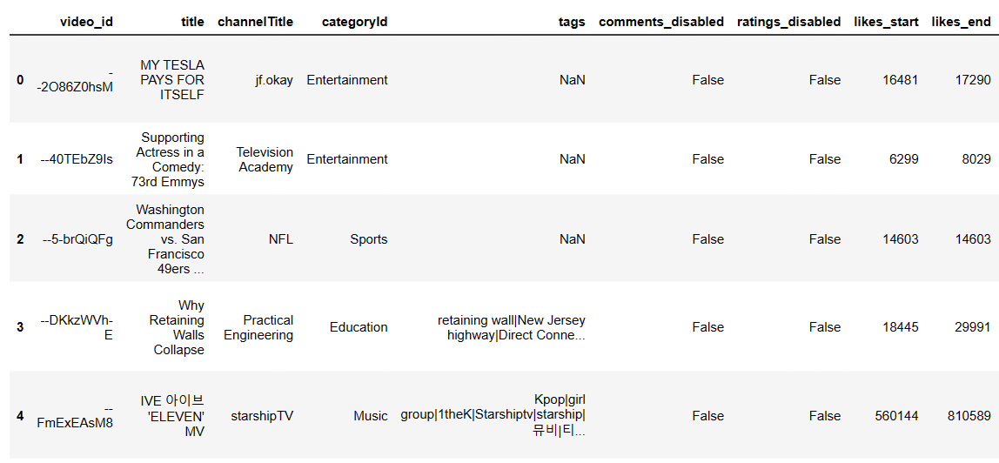 video_id title channelTitle categoryId tags comments_disabled ratings_disabled likes_start likes_end
0 --2O86Z0hsM MY TESLA PAYS FOR ITSELF jf.okay Entertainment NaN False False 16481 17290
1 --40TEbZ9Is Supporting Actress in a Comedy: 73rd Emmys Television Academy Entertainment NaN False False 6299 8029
2 --5-brQiQFg Washington Commanders vs. San Francisco 49ers ... NFL Sports NaN False False 14603 14603
3 --DKkzWVh-E Why Retaining Walls Collapse Practical Engineering Education retaining wall|New Jersey highway|Direct Conne... False False 18445 29991
4 --FmExEAsM8 IVE 아이브 'ELEVEN' MV starshipTV Music Kpop|girl group|1theK|Starshiptv|starship|뮤비|티... False False 560144 810589